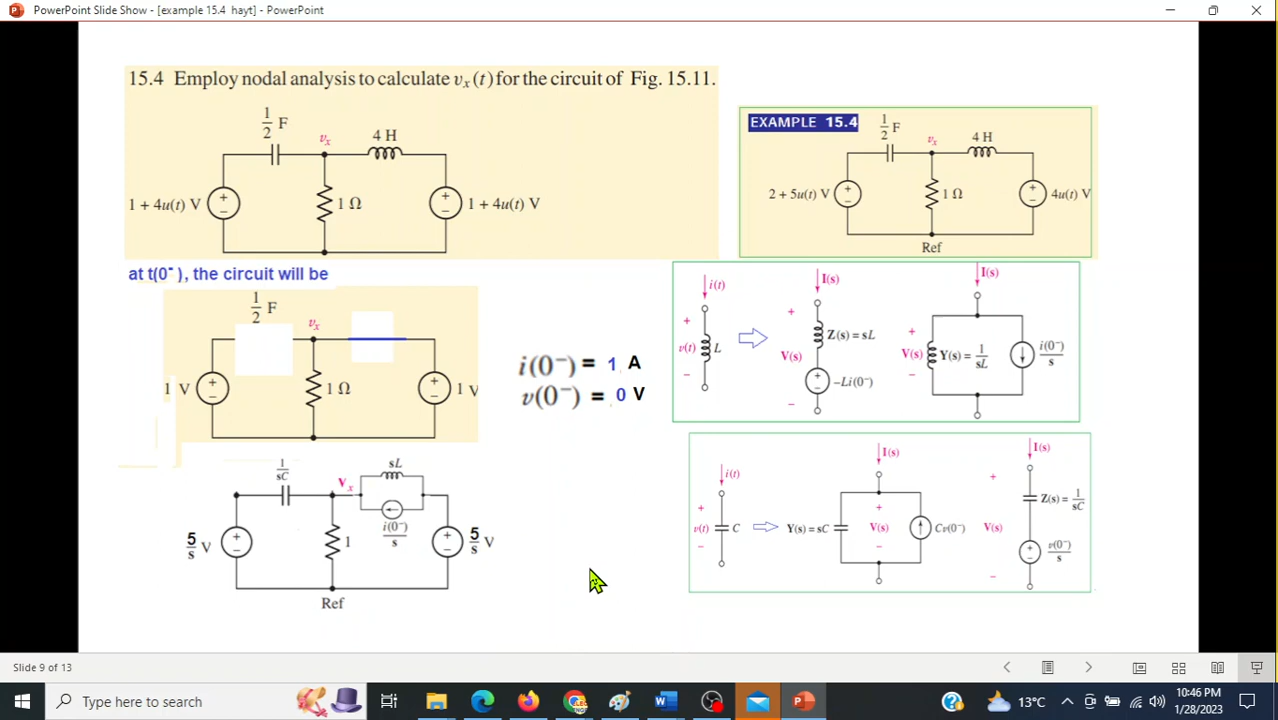 PowerPoint Slide Show - [example 15.4 hayt] - PowerPoint
15.4 Employ nodal analysis to calculate vₓ(t) for the circuit of Fig. 15.11.
1/2 F
vₓ
4 H
1 + 4u(t) V
+
−
1 Ω
+
−
1 + 4u(t) V
EXAMPLE 15.4
1/2 F
vₓ
4 H
2 + 5u(t) V
+
−
1 Ω
+
−
4u(t) V
Ref
at t(0⁻), the circuit will be
1/2 F
vₓ
1 V
+
−
1 Ω
+
−
1 V
i(0⁻) = 1 A
v(0⁻) = 0 V
i(t)
+
v(t)
−
L
I(s)
+
V(s)
−
Z(s) = sL
+
−
−Li(0⁻)
I(s)
+
V(s)
−
Y(s) = 1/sL
i(0⁻)/s
1/sC
Vₓ
sL
i(0⁻)/s
5/s V
+
−
1
+
−
5/s V
Ref
i(t)
+
v(t)
−
C
I(s)
Y(s) = sC
+
V(s)
−
Cv(0⁻)
I(s)
+
V(s)
−
Z(s) = 1/sC
+
−
v(0⁻)/s
Slide 9 of 13
Type here to search
13°C
10:46 PM
1/28/2023